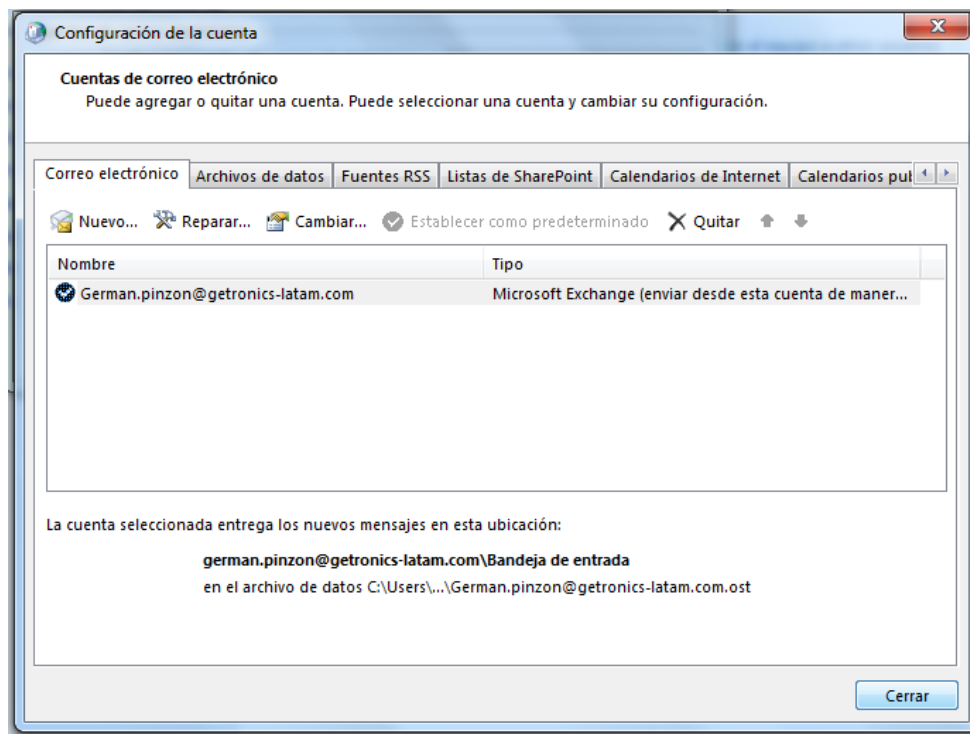 Configuración de la cuenta
Cuentas de correo electrónico
Puede agregar o quitar una cuenta. Puede seleccionar una cuenta y cambiar su configuración.
Correo electrónico Archivos de datos Fuentes RSS Listas de SharePoint Calendarios de Internet Calendarios pul
Nuevo... Reparar... Cambiar... Establecer como predeterminado Quitar
Nombre Tipo
German.pinzon@getronics-latam.com Microsoft Exchange (enviar desde esta cuenta de maner...
La cuenta seleccionada entrega los nuevos mensajes en esta ubicación:
german.pinzon@getronics-latam.com\Bandeja de entrada
en el archivo de datos C:\Users\...\German.pinzon@getronics-latam.com.ost
Cerrar